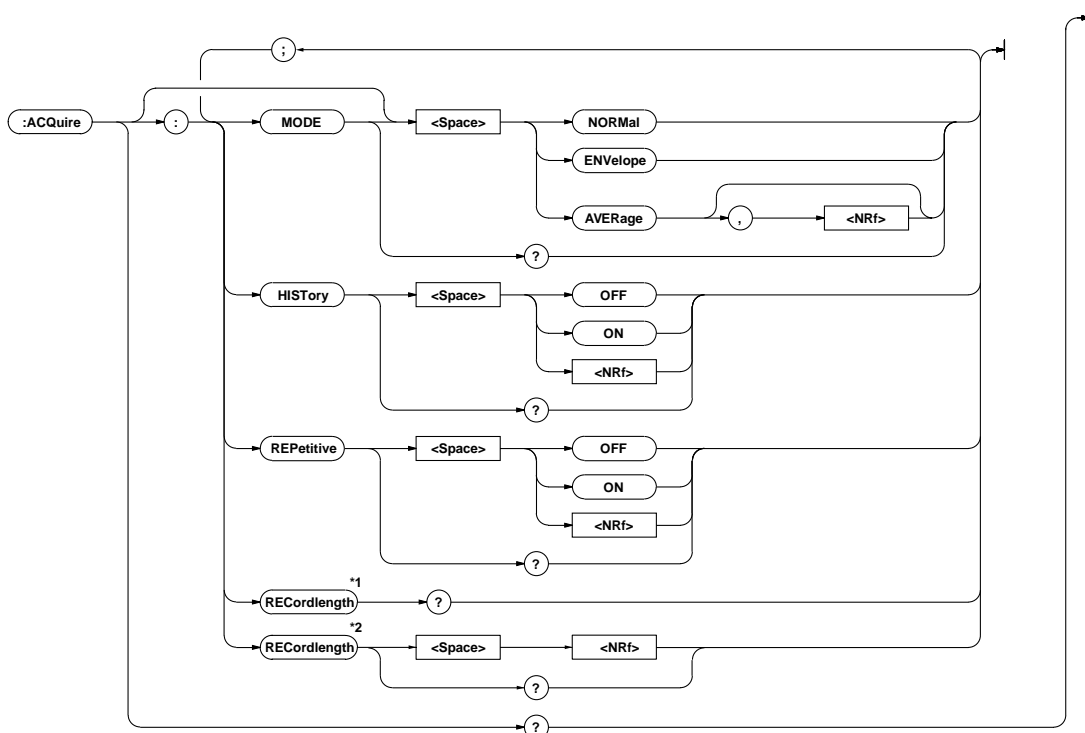 ;
:ACQuire : MODE <Space> NORMal
ENVelope
AVERage , <NRf>
?
HISTory <Space> OFF
ON
<NRf>
?
REPetitive <Space> OFF
ON
<NRf>
?
RECordlength *1 ?
RECordlength *2 <Space> <NRf>
?
?